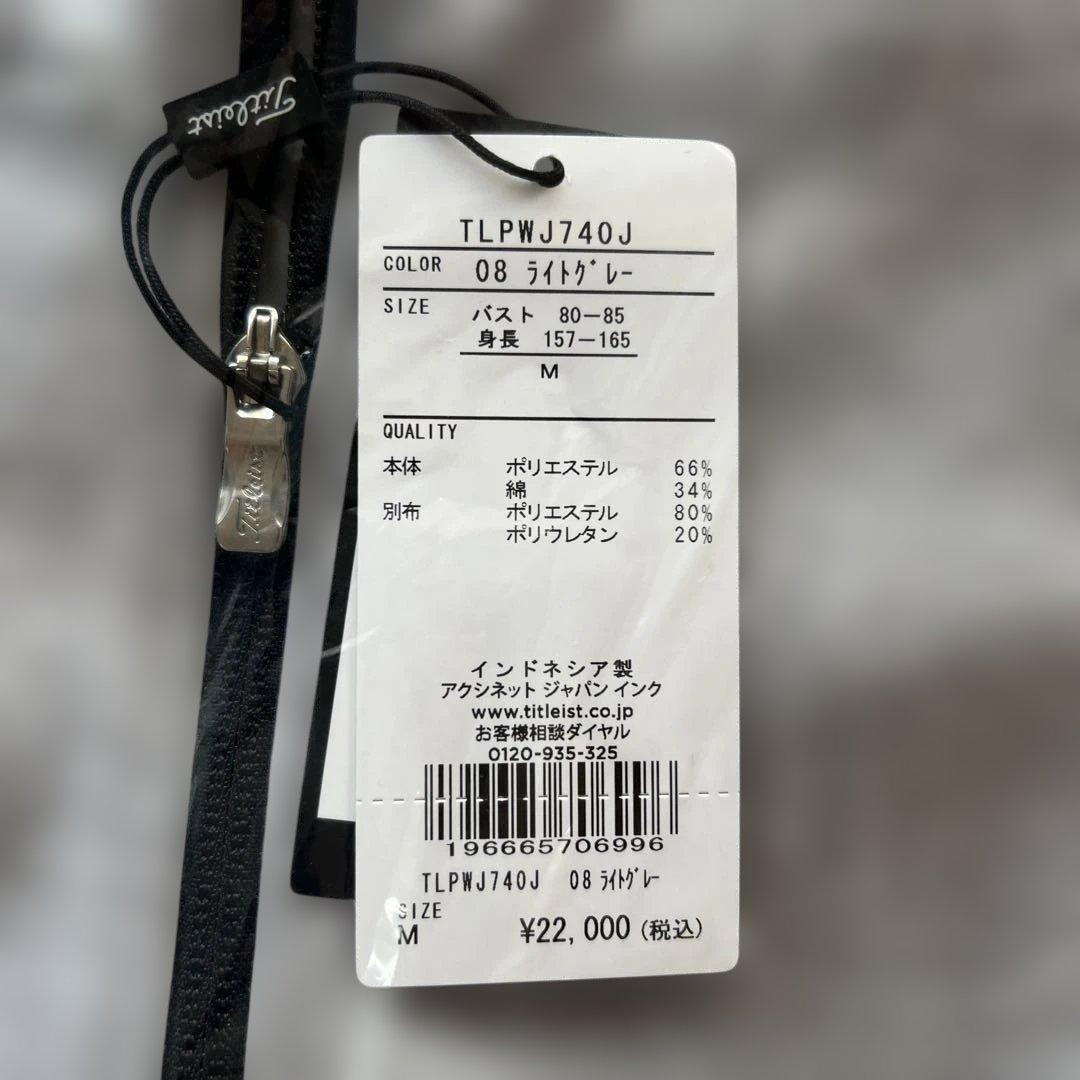 Titleist
TLPWJ740J
COLOR 08 ﾗｲﾄｸﾞﾚｰ
SIZE バスト 80－85
身長 157－165
M
QUALITY
本体 ポリエステル 66%
綿 34%
別布 ポリエステル 80%
ポリウレタン 20%
Titleist
インドネシア製
アクシネット ジャパン インク
www.titleist.co.jp
お客様相談ダイヤル
0120-935-325
196665706996
TLPWJ740J 08 ﾗｲﾄｸﾞﾚｰ
SIZE
M ¥22,000 (税込)